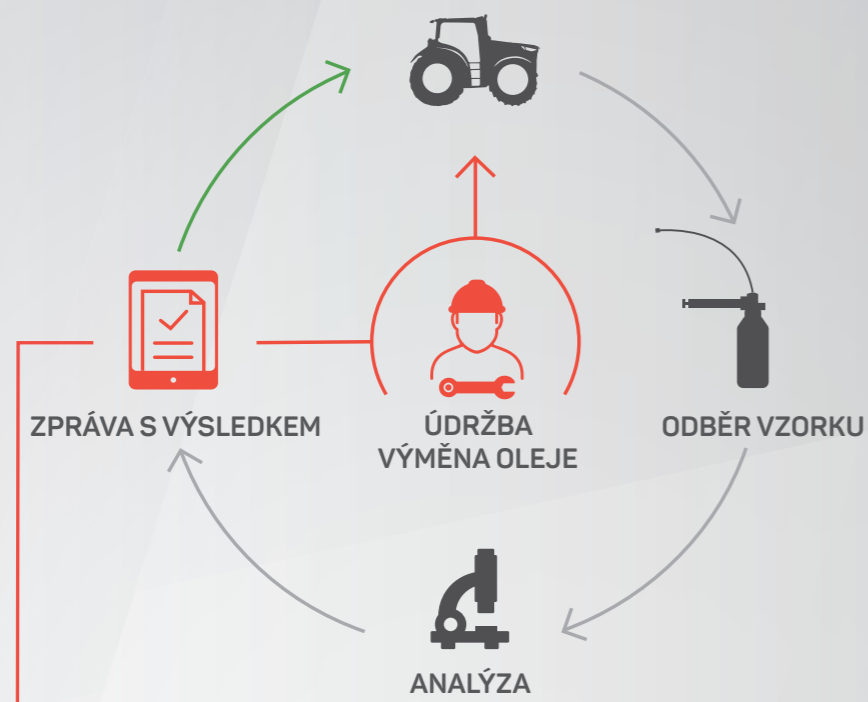 ZPRÁVA S VÝSLEDKEM
ÚDRŽBA
VÝMĚNA OLEJE
ODBĚR VZORKU
ANALÝZA